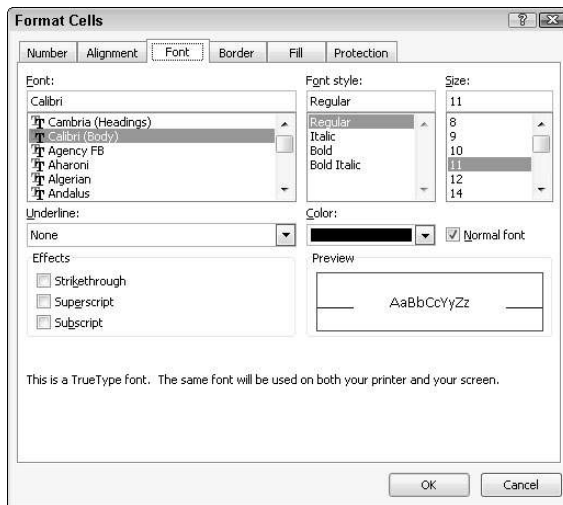 Format Cells
Number Alignment Font Border Fill Protection
Font: Font style: Size:
Calibri Regular 11
Cambria (Headings) Regular 8
Calibri (Body) Italic 9
Agency FB Bold 10
Aharoni Bold Italic 11
Algerian 12
Andalus 14
Underline: Color:
None Normal font
Effects Preview
Strikethrough
Superscript AaBbCcYyZz
Subscript
This is a TrueType font. The same font will be used on both your printer and your screen.
OK Cancel